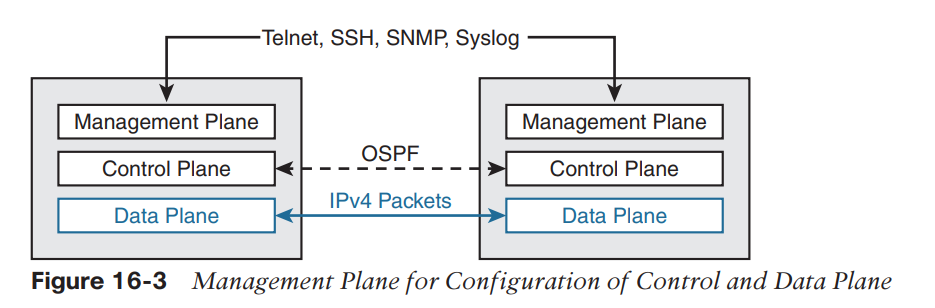 Telnet, SSH, SNMP, Syslog
Management Plane
Management Plane
Control Plane
OSPF
Control Plane
Data Plane
IPv4 Packets
Data Plane
Figure 16-3 Management Plane for Configuration of Control and Data Plane